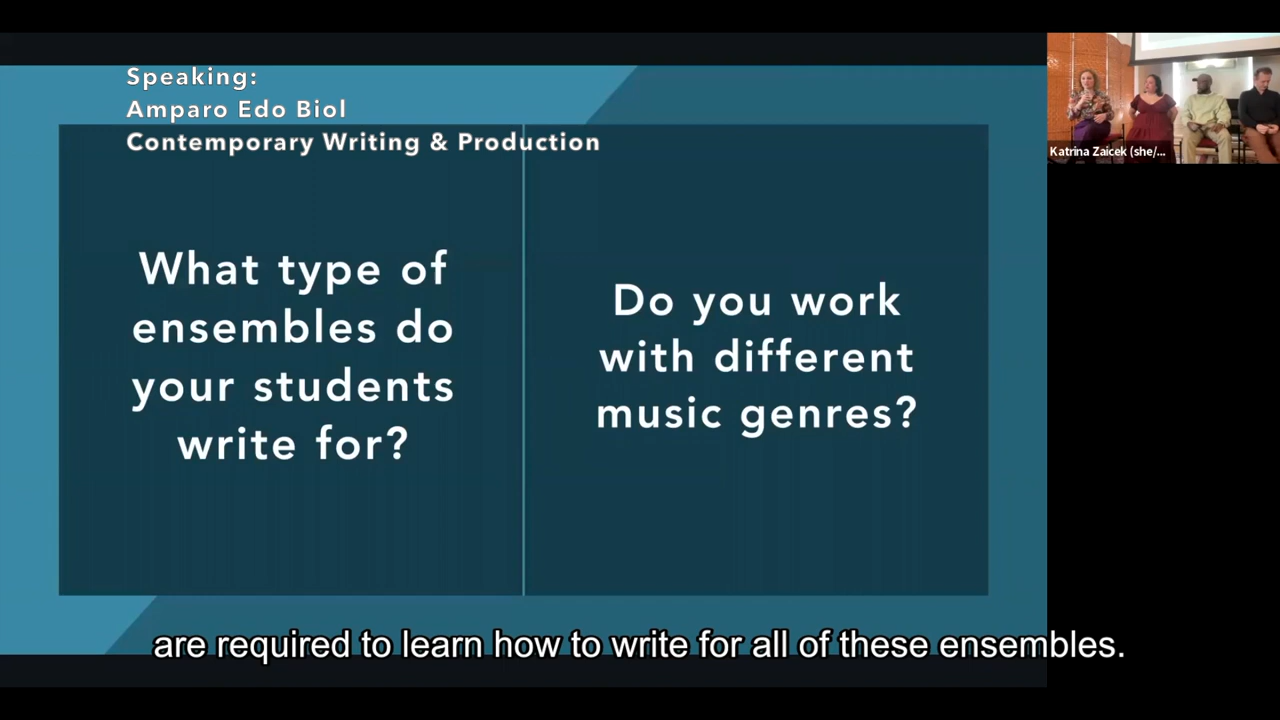 Speaking:
Amparo Edo Biol
Contemporary Writing & Production
What type of
ensembles do
your students
write for?
Do you work
with different
music genres?
Katrina Zaicek (she/...
are required to learn how to write for all of these ensembles.